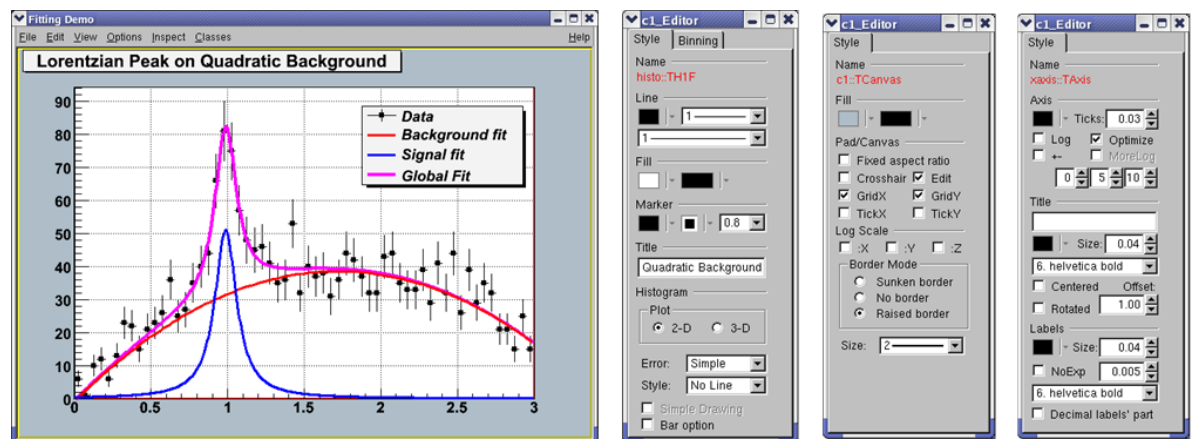 Fitting Demo
File Edit View Options Inspect Classes Help
Lorentzian Peak on Quadratic Background
Data
Background fit
Signal fit
Global Fit
90
80
70
60
50
40
30
20
10
0
0 0.5 1 1.5 2 2.5 3
c1_Editor
Style Binning
Name
histo::TH1F
Line
1
1
Fill
Marker
0.8
Title
Quadratic Background
Histogram
Plot
2-D 3-D
Error: Simple
Style: No Line
Simple Drawing
Bar option
c1_Editor
Style
Name
c1::TCanvas
Fill
Pad/Canvas
Fixed aspect ratio
Crosshair Edit
GridX GridY
TickX TickY
Log Scale
:X :Y :Z
Border Mode
Sunken border
No border
Raised border
Size: 2
c1_Editor
Style
Name
xaxis::TAxis
Axis
Ticks: 0.03
Log Optimize
+- MoreLog
0 5 10
Title
Size: 0.04
6. helvetica bold
Centered Offset:
Rotated 1.00
Labels
Size: 0.04
NoExp 0.005
6. helvetica bold
Decimal labels' part